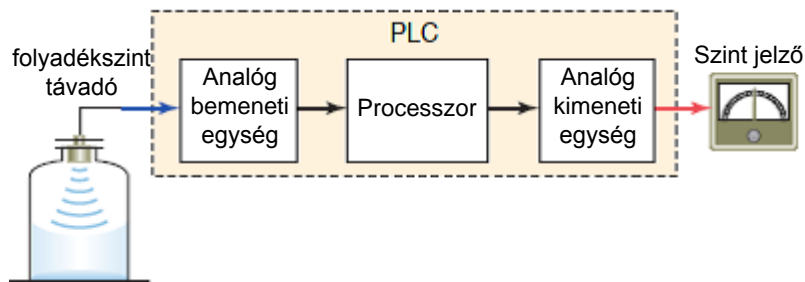 PLC
folyadékszint
távadó
Analóg
bemeneti
egység
Processzor
Analóg
kimeneti
egység
Szint jelző